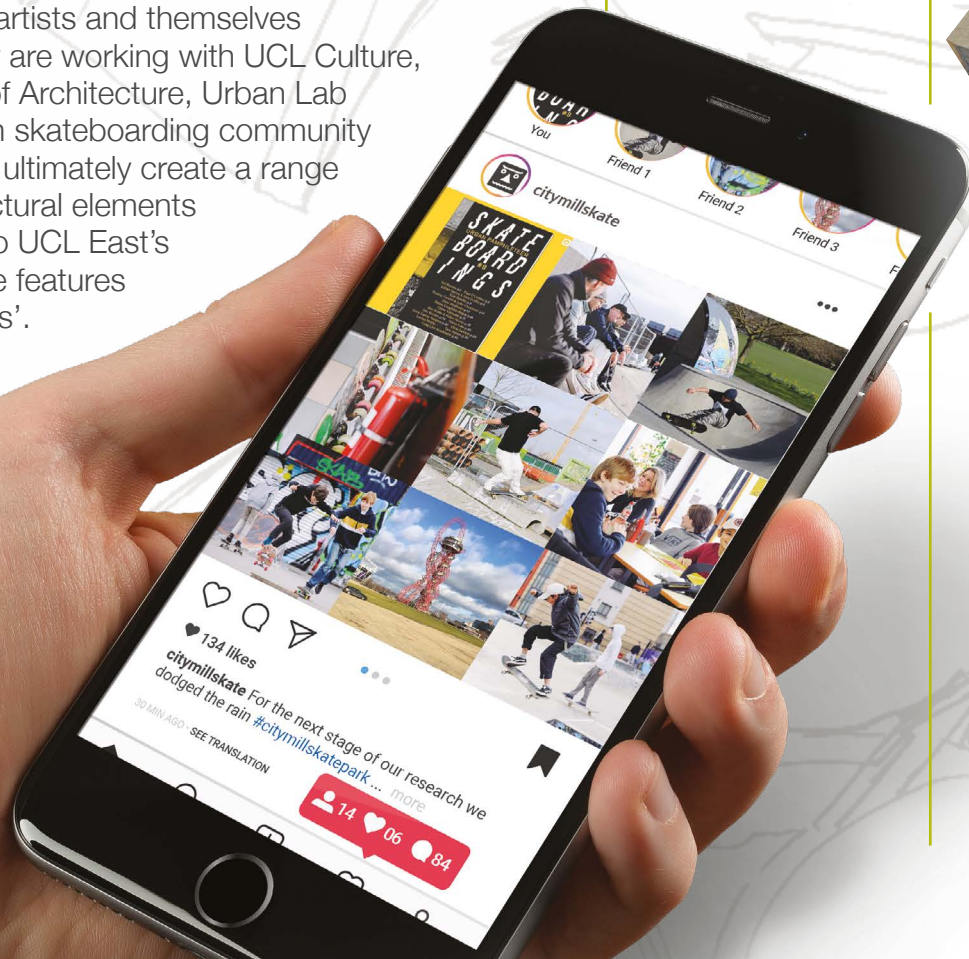 artists and themselves
are working with UCL Culture,
of Architecture, Urban Lab
skateboarding community
ultimately create a range
ctural elements
UCL East's
features
s'.
You
Friend 1
Friend 2
Friend 3
citymillskate
SKATE
URBAN PAMPHLETEER
BOARD
#8
INGS
134 likes
citymillskate For the next stage of our research we
dodged the rain #citymillskatepark ... more
30 MIN AGO · SEE TRANSLATION
14 06 84